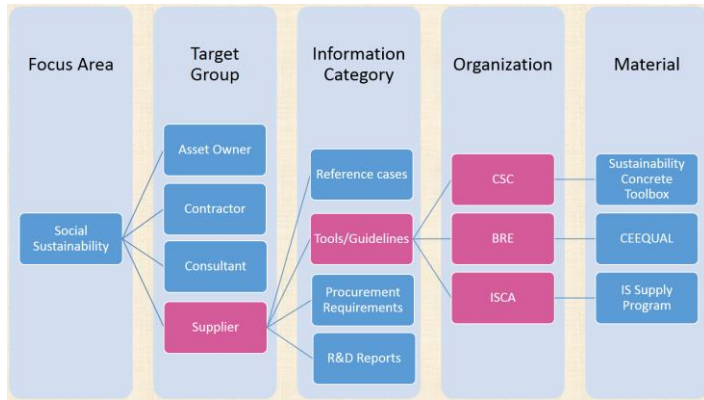 Focus Area
Target
Group
Information
Category
Organization
Material
Social
Sustainability
Asset Owner
Contractor
Consultant
Supplier
Reference cases
Tools/Guidelines
Procurement
Requirements
R&D Reports
CSC
BRE
ISCA
Sustainability
Concrete
Toolbox
CEEQUAL
IS Supply
Program